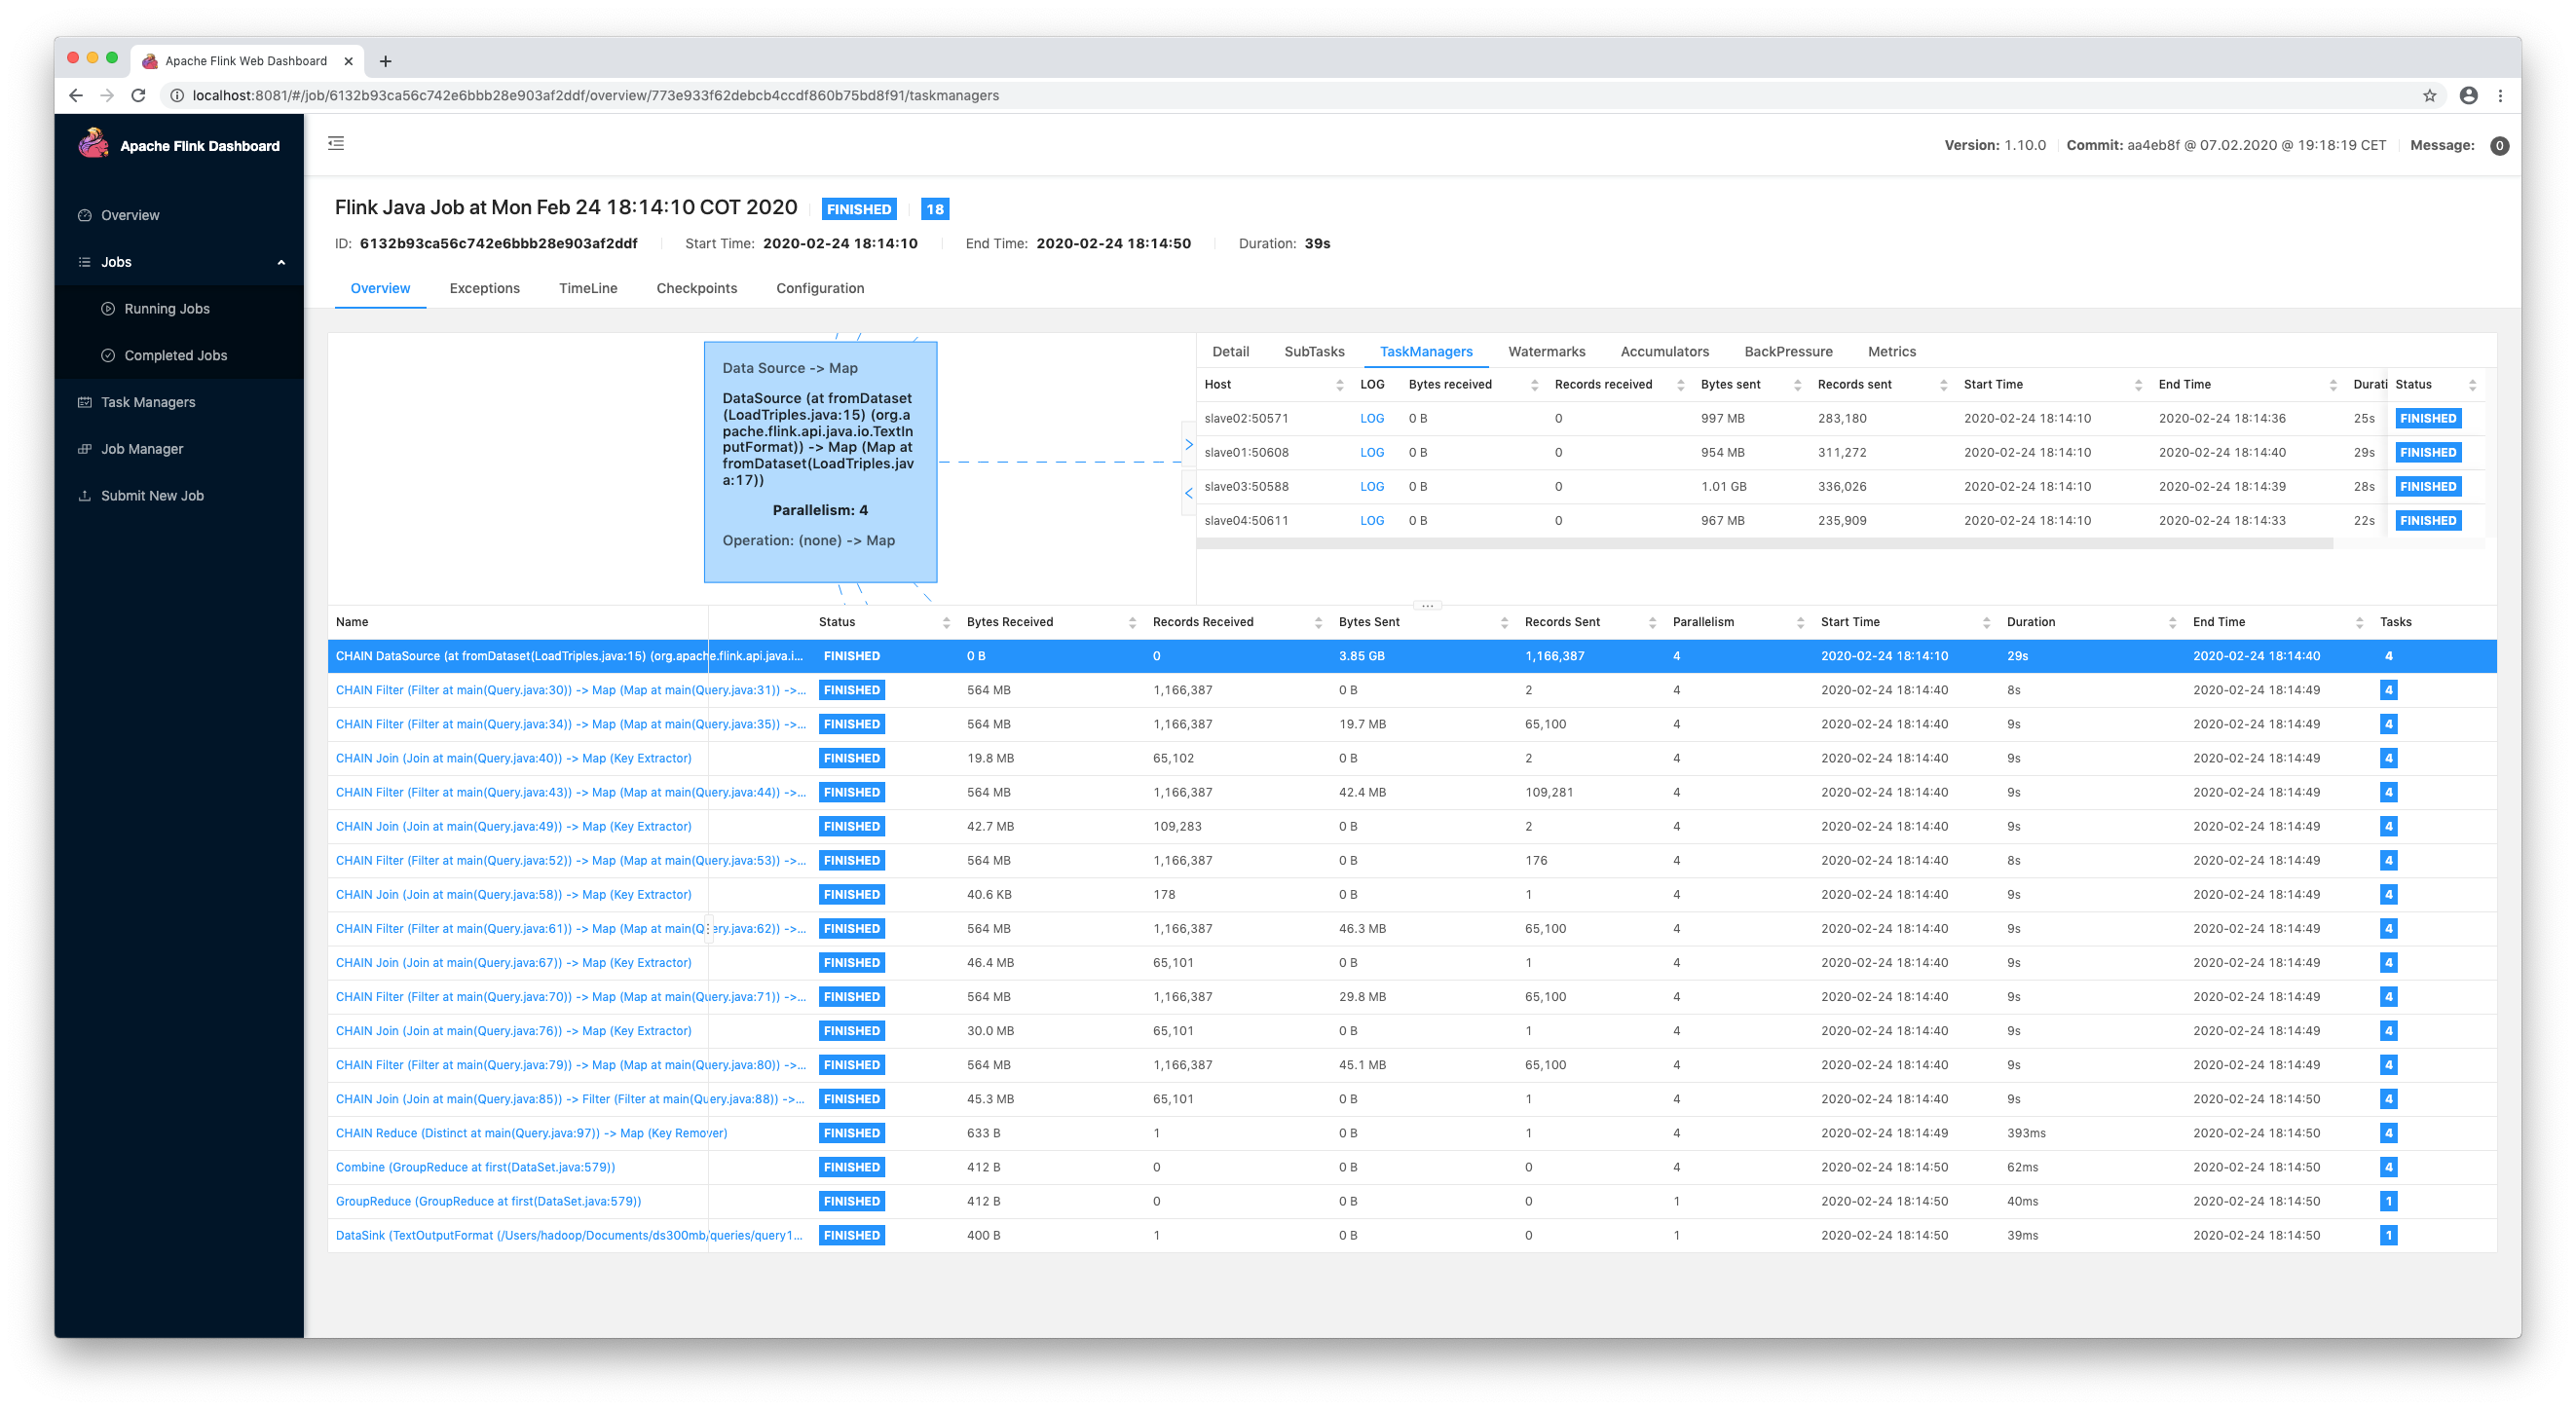 Apache Flink Web Dashboard
localhost:8081/#/job/6132b93ca56c742e6bbb28e903af2ddf/overview/773e933f62debcb4ccdf860b75bd8f91/taskmanagers
Apache Flink Dashboard
Version: 1.10.0 Commit: aa4eb8f @ 07.02.2020 @ 19:18:19 CET Message: 0
Overview
Jobs
Running Jobs
Completed Jobs
Task Managers
Job Manager
Submit New Job
Flink Java Job at Mon Feb 24 18:14:10 COT 2020 FINISHED 18
ID: 6132b93ca56c742e6bbb28e903af2ddf Start Time: 2020-02-24 18:14:10 End Time: 2020-02-24 18:14:50 Duration: 39s
Overview Exceptions TimeLine Checkpoints Configuration
Data Source -> Map
DataSource (at fromDataset
(LoadTriples.java:15) (org.a
pache.flink.api.java.io.TextIn
putFormat)) -> Map (Map at
fromDataset(LoadTriples.jav
a:17))
Parallelism: 4
Operation: (none) -> Map
Detail SubTasks TaskManagers Watermarks Accumulators BackPressure Metrics
Host LOG Bytes received Records received Bytes sent Records sent Start Time End Time Durati Status
slave02:50571 LOG 0 B 0 997 MB 283,180 2020-02-24 18:14:10 2020-02-24 18:14:36 25s FINISHED
slave01:50608 LOG 0 B 0 954 MB 311,272 2020-02-24 18:14:10 2020-02-24 18:14:40 29s FINISHED
slave03:50588 LOG 0 B 0 1.01 GB 336,026 2020-02-24 18:14:10 2020-02-24 18:14:39 28s FINISHED
slave04:50611 LOG 0 B 0 967 MB 235,909 2020-02-24 18:14:10 2020-02-24 18:14:33 22s FINISHED
Name Status Bytes Received Records Received Bytes Sent Records Sent Parallelism Start Time Duration End Time Tasks
CHAIN DataSource (at fromDataset(LoadTriples.java:15) (org.apache.flink.api.java.i... FINISHED 0 B 0 3.85 GB 1,166,387 4 2020-02-24 18:14:10 29s 2020-02-24 18:14:40 4
CHAIN Filter (Filter at main(Query.java:30)) -> Map (Map at main(Query.java:31)) ->... FINISHED 564 MB 1,166,387 0 B 2 4 2020-02-24 18:14:40 8s 2020-02-24 18:14:49 4
CHAIN Filter (Filter at main(Query.java:34)) -> Map (Map at main(Query.java:35)) ->... FINISHED 564 MB 1,166,387 19.7 MB 65,100 4 2020-02-24 18:14:40 9s 2020-02-24 18:14:49 4
CHAIN Join (Join at main(Query.java:40)) -> Map (Key Extractor) FINISHED 19.8 MB 65,102 0 B 2 4 2020-02-24 18:14:40 9s 2020-02-24 18:14:49 4
CHAIN Filter (Filter at main(Query.java:43)) -> Map (Map at main(Query.java:44)) ->... FINISHED 564 MB 1,166,387 42.4 MB 109,281 4 2020-02-24 18:14:40 9s 2020-02-24 18:14:49 4
CHAIN Join (Join at main(Query.java:49)) -> Map (Key Extractor) FINISHED 42.7 MB 109,283 0 B 2 4 2020-02-24 18:14:40 9s 2020-02-24 18:14:49 4
CHAIN Filter (Filter at main(Query.java:52)) -> Map (Map at main(Query.java:53)) ->... FINISHED 564 MB 1,166,387 0 B 176 4 2020-02-24 18:14:40 8s 2020-02-24 18:14:49 4
CHAIN Join (Join at main(Query.java:58)) -> Map (Key Extractor) FINISHED 40.6 KB 178 0 B 1 4 2020-02-24 18:14:40 9s 2020-02-24 18:14:49 4
CHAIN Filter (Filter at main(Query.java:61)) -> Map (Map at main(Query.java:62)) ->... FINISHED 564 MB 1,166,387 46.3 MB 65,100 4 2020-02-24 18:14:40 9s 2020-02-24 18:14:49 4
CHAIN Join (Join at main(Query.java:67)) -> Map (Key Extractor) FINISHED 46.4 MB 65,101 0 B 1 4 2020-02-24 18:14:40 9s 2020-02-24 18:14:49 4
CHAIN Filter (Filter at main(Query.java:70)) -> Map (Map at main(Query.java:71)) ->... FINISHED 564 MB 1,166,387 29.8 MB 65,100 4 2020-02-24 18:14:40 9s 2020-02-24 18:14:49 4
CHAIN Join (Join at main(Query.java:76)) -> Map (Key Extractor) FINISHED 30.0 MB 65,101 0 B 1 4 2020-02-24 18:14:40 9s 2020-02-24 18:14:49 4
CHAIN Filter (Filter at main(Query.java:79)) -> Map (Map at main(Query.java:80)) ->... FINISHED 564 MB 1,166,387 45.1 MB 65,100 4 2020-02-24 18:14:40 9s 2020-02-24 18:14:49 4
CHAIN Join (Join at main(Query.java:85)) -> Filter (Filter at main(Query.java:88)) ->... FINISHED 45.3 MB 65,101 0 B 1 4 2020-02-24 18:14:40 9s 2020-02-24 18:14:50 4
CHAIN Reduce (Distinct at main(Query.java:97)) -> Map (Key Remover) FINISHED 633 B 1 0 B 1 4 2020-02-24 18:14:49 393ms 2020-02-24 18:14:50 4
Combine (GroupReduce at first(DataSet.java:579)) FINISHED 412 B 0 0 B 0 4 2020-02-24 18:14:50 62ms 2020-02-24 18:14:50 4
GroupReduce (GroupReduce at first(DataSet.java:579)) FINISHED 412 B 0 0 B 0 1 2020-02-24 18:14:50 40ms 2020-02-24 18:14:50 1
DataSink (TextOutputFormat (/Users/hadoop/Documents/ds300mb/queries/query1... FINISHED 400 B 1 0 B 0 1 2020-02-24 18:14:50 39ms 2020-02-24 18:14:50 1